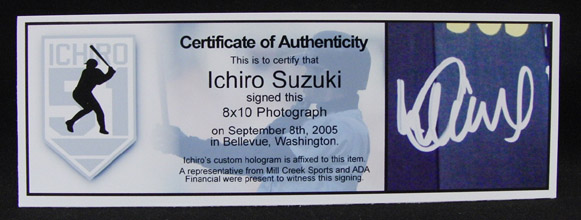 ICHIRO
51
Certificate of Authenticity
This is to certify that
Ichiro Suzuki
signed this
8x10 Photograph
on September 8th, 2005
in Bellevue, Washington.
Ichiro's custom hologram is affixed to this item.
A representative from Mill Creek Sports and ADA
Financial were present to witness this signing.